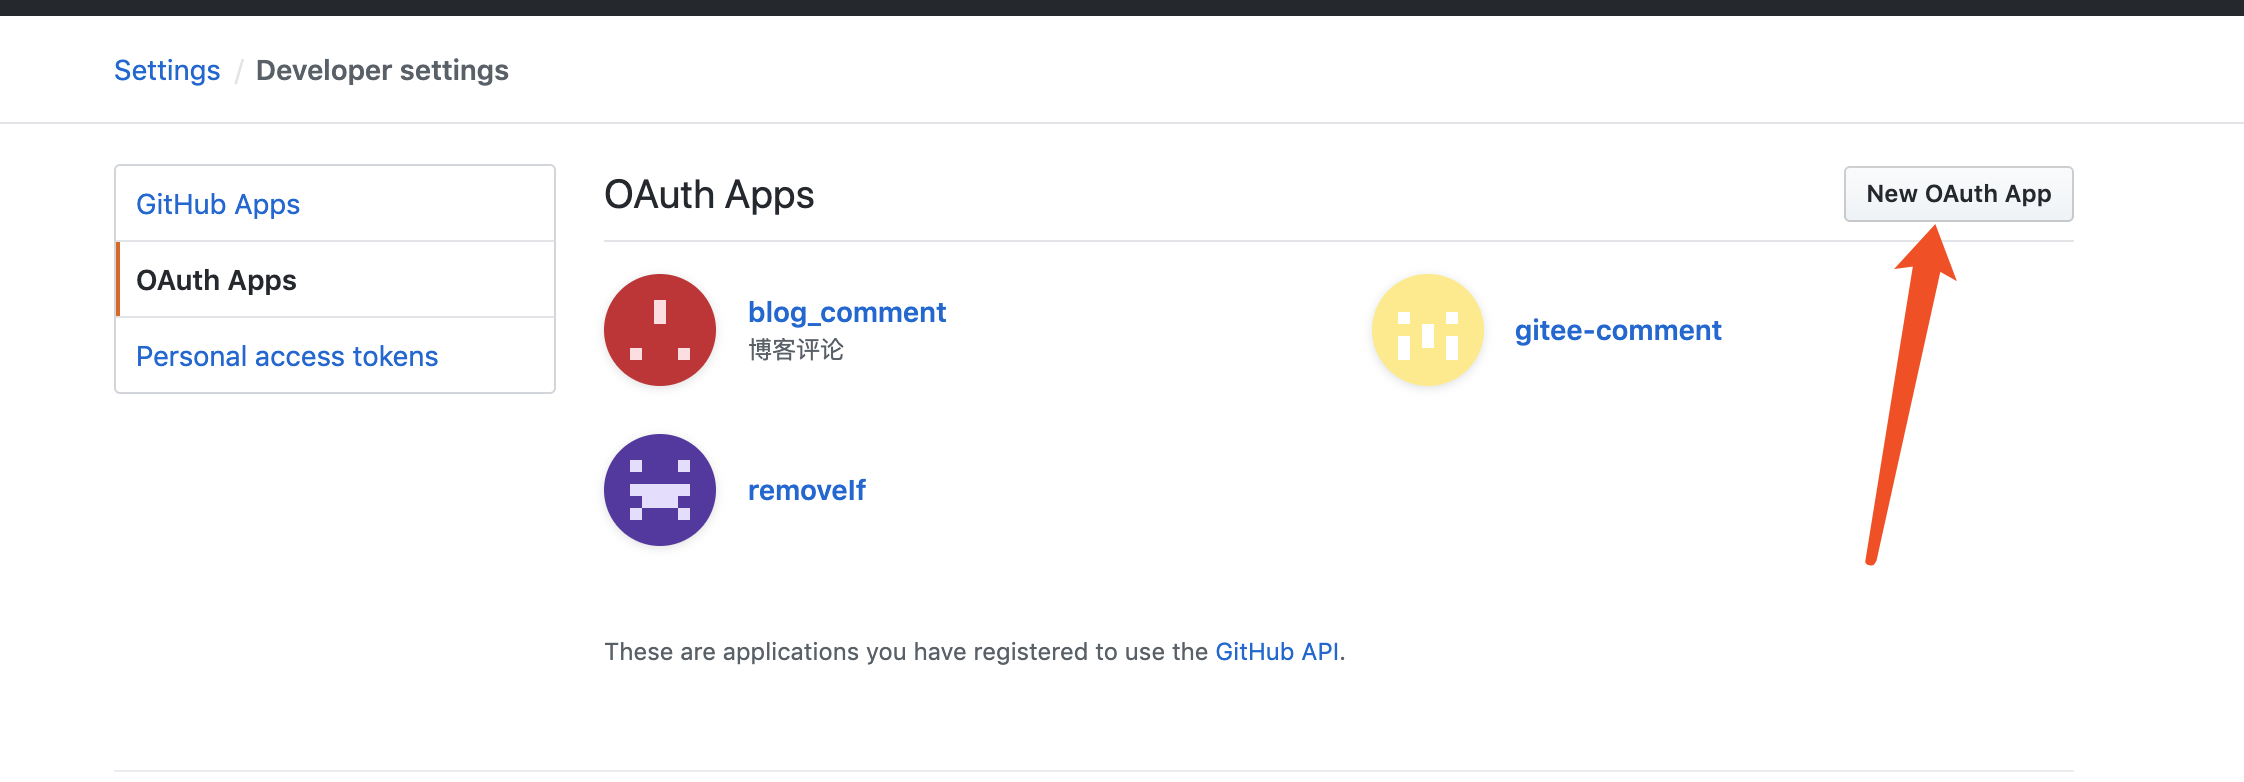 Settings / Developer settings
GitHub Apps
OAuth Apps
Personal access tokens
OAuth Apps
New OAuth App
blog_comment
博客评论
gitee-comment
removeIf
These are applications you have registered to use the GitHub API.